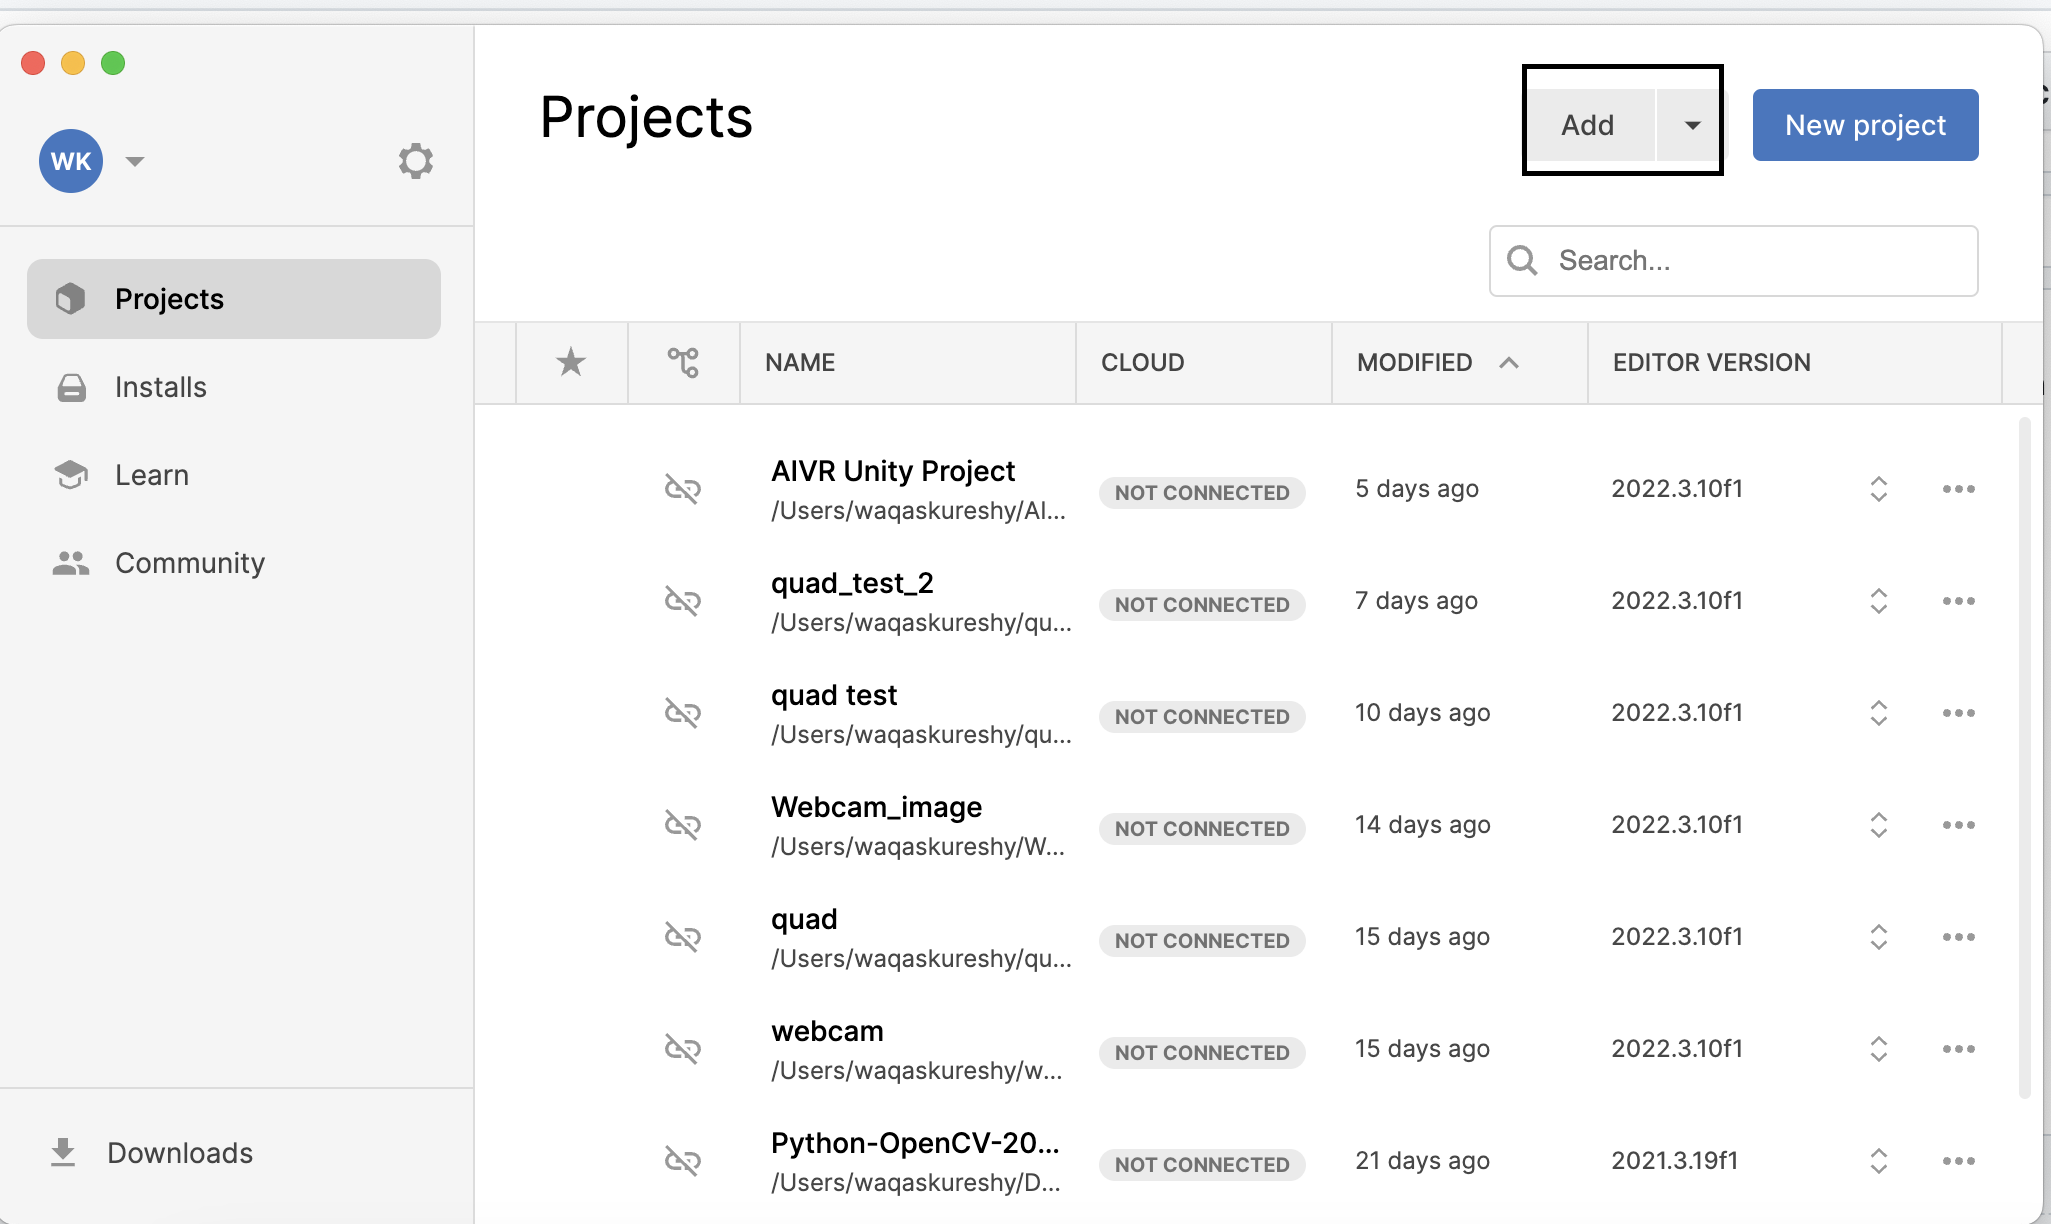 WK
Projects
Installs
Learn
Community
Downloads
Projects
Add
New project
Search...
NAME CLOUD MODIFIED EDITOR VERSION
AIVR Unity Project
/Users/waqaskureshy/AI...
NOT CONNECTED
5 days ago
2022.3.10f1
quad_test_2
/Users/waqaskureshy/qu...
NOT CONNECTED
7 days ago
2022.3.10f1
quad test
/Users/waqaskureshy/qu...
NOT CONNECTED
10 days ago
2022.3.10f1
Webcam_image
/Users/waqaskureshy/W...
NOT CONNECTED
14 days ago
2022.3.10f1
quad
/Users/waqaskureshy/qu...
NOT CONNECTED
15 days ago
2022.3.10f1
webcam
/Users/waqaskureshy/w...
NOT CONNECTED
15 days ago
2022.3.10f1
Python-OpenCV-20...
/Users/waqaskureshy/D...
NOT CONNECTED
21 days ago
2021.3.19f1